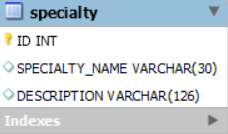 specialty
ID INT
SPECIALTY_NAME VARCHAR(30)
DESCRIPTION VARCHAR(126)
Indexes